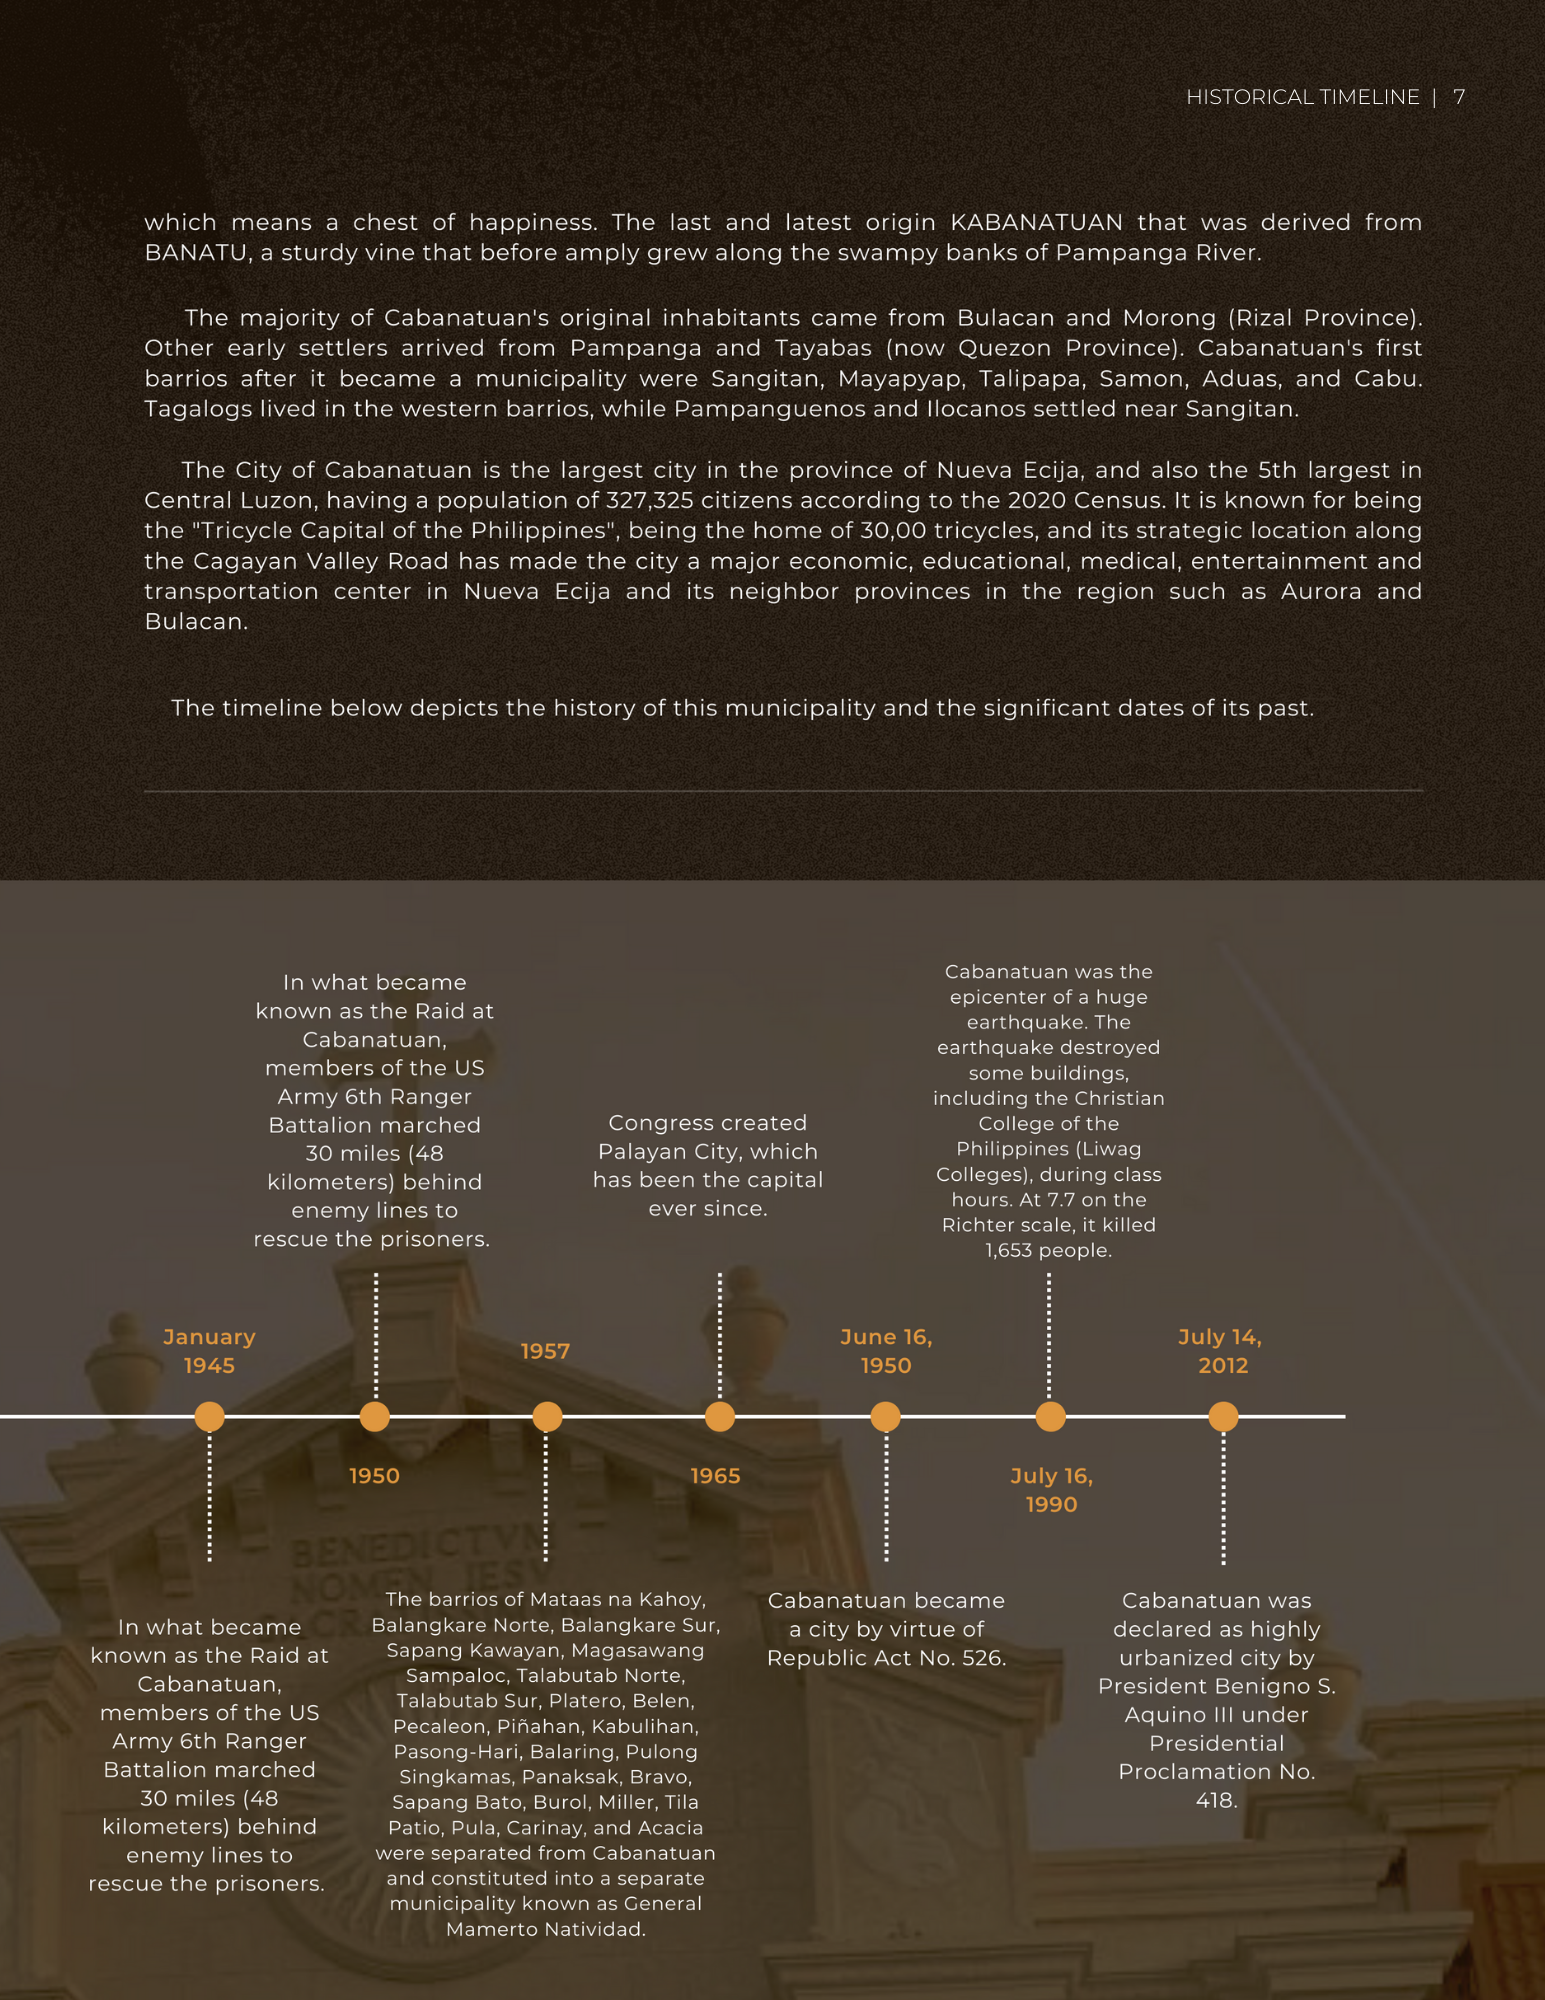 HISTORICAL TIMELINE | 7
which means a chest of happiness. The last and latest origin KABANATUAN that was derived from
BANATU, a sturdy vine that before amply grew along the swampy banks of Pampanga River.
The majority of Cabanatuan's original inhabitants came from Bulacan and Morong (Rizal Province).
Other early settlers arrived from Pampanga and Tayabas (now Quezon Province). Cabanatuan's first
barrios after it became a municipality were Sangitan, Mayapyap, Talipapa, Samon, Aduas, and Cabu.
Tagalogs lived in the western barrios, while Pampanguenos and Ilocanos settled near Sangitan.
The City of Cabanatuan is the largest city in the province of Nueva Ecija, and also the 5th largest in
Central Luzon, having a population of 327,325 citizens according to the 2020 Census. It is known for being
the "Tricycle Capital of the Philippines", being the home of 30,00 tricycles, and its strategic location along
the Cagayan Valley Road has made the city a major economic, educational, medical, entertainment and
transportation center in Nueva Ecija and its neighbor provinces in the region such as Aurora and
Bulacan.
The timeline below depicts the history of this municipality and the significant dates of its past.
In what became
known as the Raid at
Cabanatuan,
members of the US
Army 6th Ranger
Battalion marched
30 miles (48
kilometers) behind
enemy lines to
rescue the prisoners.
Congress created
Palayan City, which
has been the capital
ever since.
Cabanatuan was the
epicenter of a huge
earthquake. The
earthquake destroyed
some buildings,
including the Christian
College of the
Philippines (Liwag
Colleges), during class
hours. At 7.7 on the
Richter scale, it killed
1,653 people.
January
1945
1957
June 16,
1950
July 14,
2012
1950
1965
July 16,
1990
BENEDICTVM
NOMEN IESV
In what became
known as the Raid at
Cabanatuan,
members of the US
Army 6th Ranger
Battalion marched
30 miles (48
kilometers) behind
enemy lines to
rescue the prisoners.
The barrios of Mataas na Kahoy,
Balangkare Norte, Balangkare Sur,
Sapang Kawayan, Magasawang
Sampaloc, Talabutab Norte,
Talabutab Sur, Platero, Belen,
Pecaleon, Piñahan, Kabulihan,
Pasong-Hari, Balaring, Pulong
Singkamas, Panaksak, Bravo,
Sapang Bato, Burol, Miller, Tila
Patio, Pula, Carinay, and Acacia
were separated from Cabanatuan
and constituted into a separate
municipality known as General
Mamerto Natividad.
Cabanatuan became
a city by virtue of
Republic Act No. 526.
Cabanatuan was
declared as highly
urbanized city by
President Benigno S.
Aquino III under
Presidential
Proclamation No.
418.